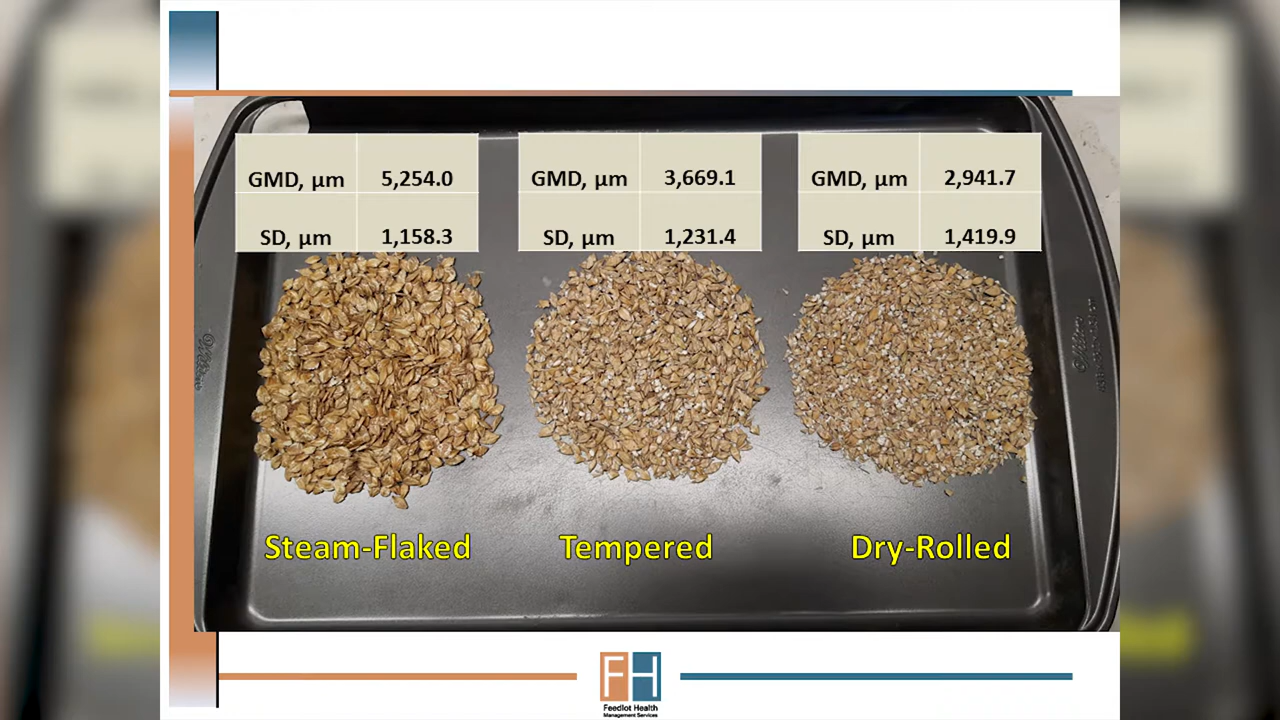 GMD, µm 5,254.0
SD, µm 1,158.3
GMD, µm 3,669.1
SD, µm 1,231.4
GMD, µm 2,941.7
SD, µm 1,419.9
Steam-Flaked
Tempered
Dry-Rolled
FH
Feedlot Health
Management Services